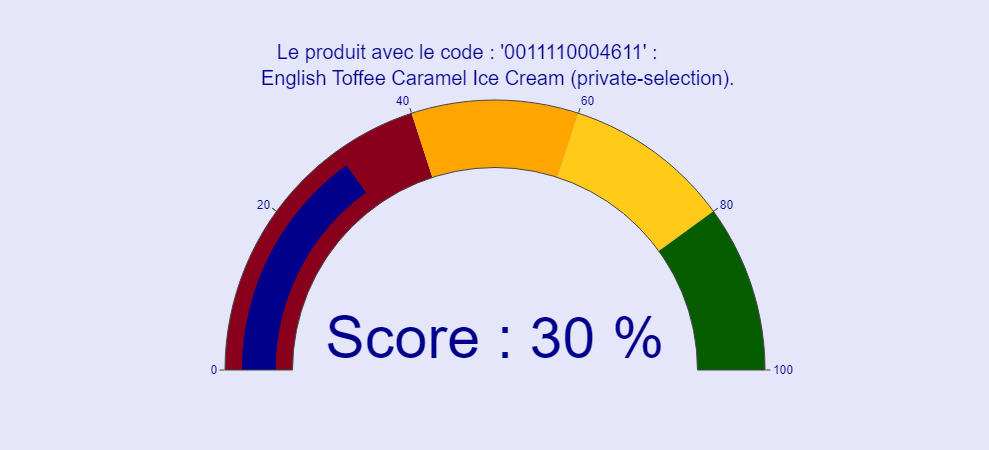 Le produit avec le code : '0011110004611' :
English Toffee Caramel Ice Cream (private-selection).
40
60
20
80
Score : 30 %
0
100